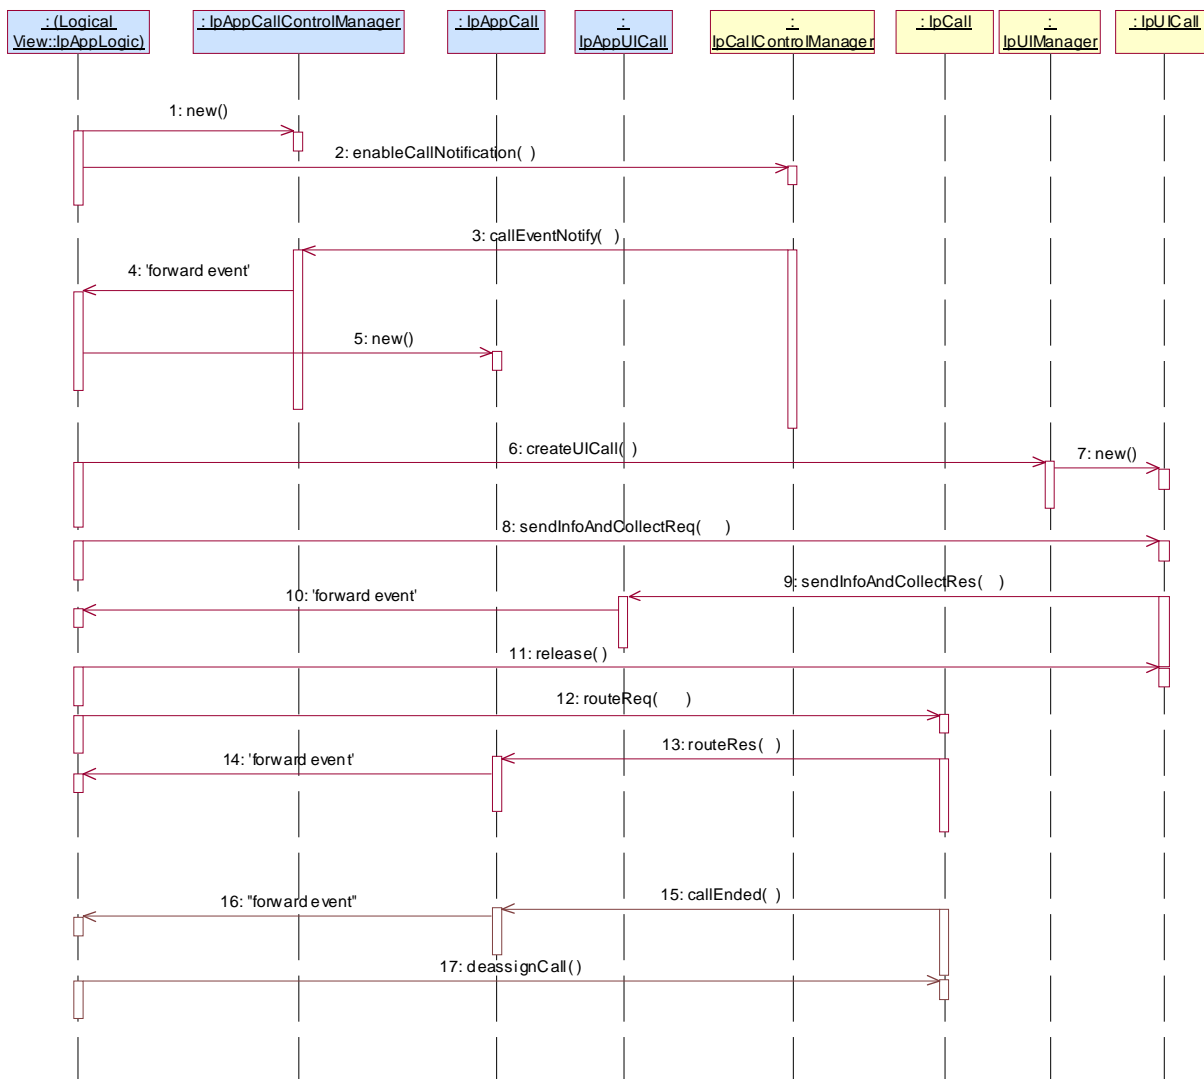 : (Logical
View::IpAppLogic)
: IpAppCallControlManager
: IpAppCall
:
IpAppUICall
:
IpCallControlManager
: IpCall
:
IpUIManager
: IpUICall
1: new()
2: enableCallNotification( )
3: callEventNotify( )
4: 'forward event'
5: new()
6: createUICall( )
7: new()
8: sendInfoAndCollectReq( )
9: sendInfoAndCollectRes( )
10: 'forward event'
11: release( )
12: routeReq( )
13: routeRes( )
14: 'forward event'
15: callEnded( )
16: "forward event"
17: deassignCall( )